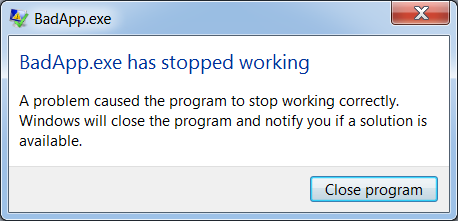 BadApp.exe
BadApp.exe has stopped working
A problem caused the program to stop working correctly.
Windows will close the program and notify you if a solution is
available.
Close program